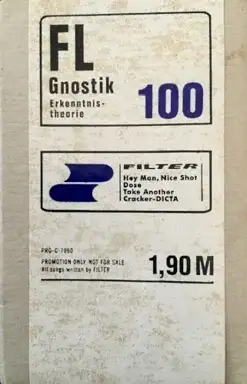 FL
Gnostik
Erkenntnis-
theorie
100
FILTER
Hey Man, Nice Shot
Dose
Take Another
Cracker-DICTA
PRO-C-1960
PROMOTION ONLY NOT FOR SALE
All songs written by FILTER
1,90 M